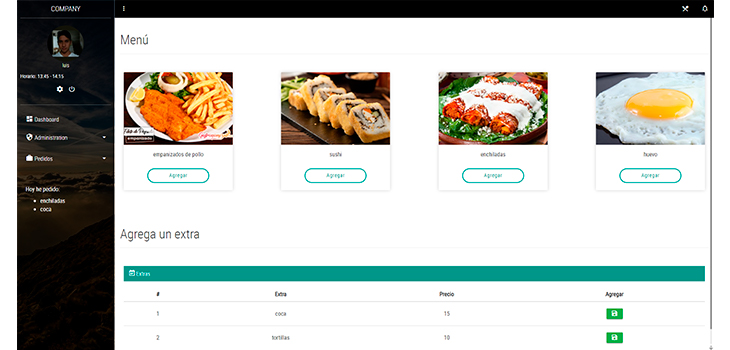 COMPANY
luis
Horario: 13:45 - 14:15
Dashboard
Administration
Pedidos
Hoy he pedido:
enchiladas
coca
Menú
empanizados de pollo
sushi
enchiladas
huevo
Agregar Agregar Agregar Agregar
Agrega un extra
Extras
# Extra Precio Agregar
1 coca 15
2 tortillas 10